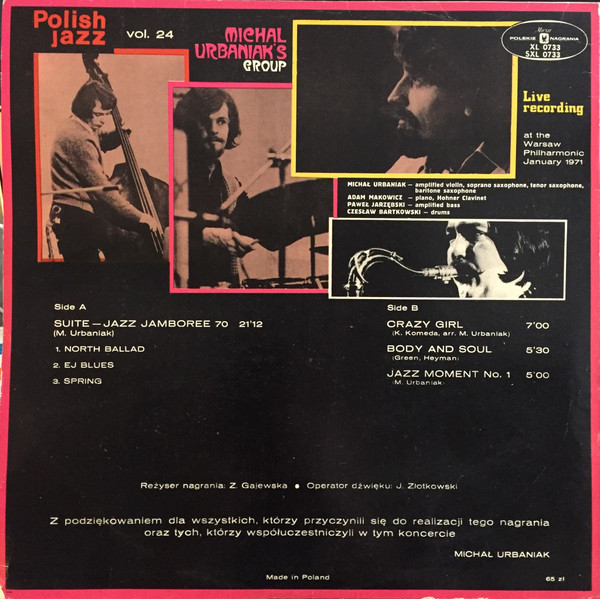 Polish
jazz
vol. 24
MICHAL
URBANIAK'S
GROUP
Muza
POLSKIE NAGRANIA
XL 0733
SXL 0733
Live
recording
at the
Warsaw
Philharmonic
January 1971
MICHAŁ URBANIAK – amplified violin, soprano saxophone, tenor saxophone,
baritone saxophone
ADAM MAKOWICZ – piano, Hohner Clavinet
PAWEŁ JARZĘBSKI – amplified bass
CZESŁAW BARTKOWSKI – drums
Side A
SUITE – JAZZ JAMBOREE 70 21'12
(M. Urbaniak)
1. NORTH BALLAD
2. EJ BLUES
3. SPRING
Side B
CRAZY GIRL 7'00
(K. Komeda, arr. M. Urbaniak)
BODY AND SOUL 5'30
(Green, Heyman)
JAZZ MOMENT No. 1 5'00
(M. Urbaniak)
Reżyser nagrania: Z. Gajewska • Operator dźwięku: J. Złotkowski
Z podziękowaniem dla wszystkich, którzy przyczynili się do realizacji tego nagrania
oraz tych, którzy współuczestniczyli w tym koncercie
MICHAŁ URBANIAK
Made in Poland
65 zł